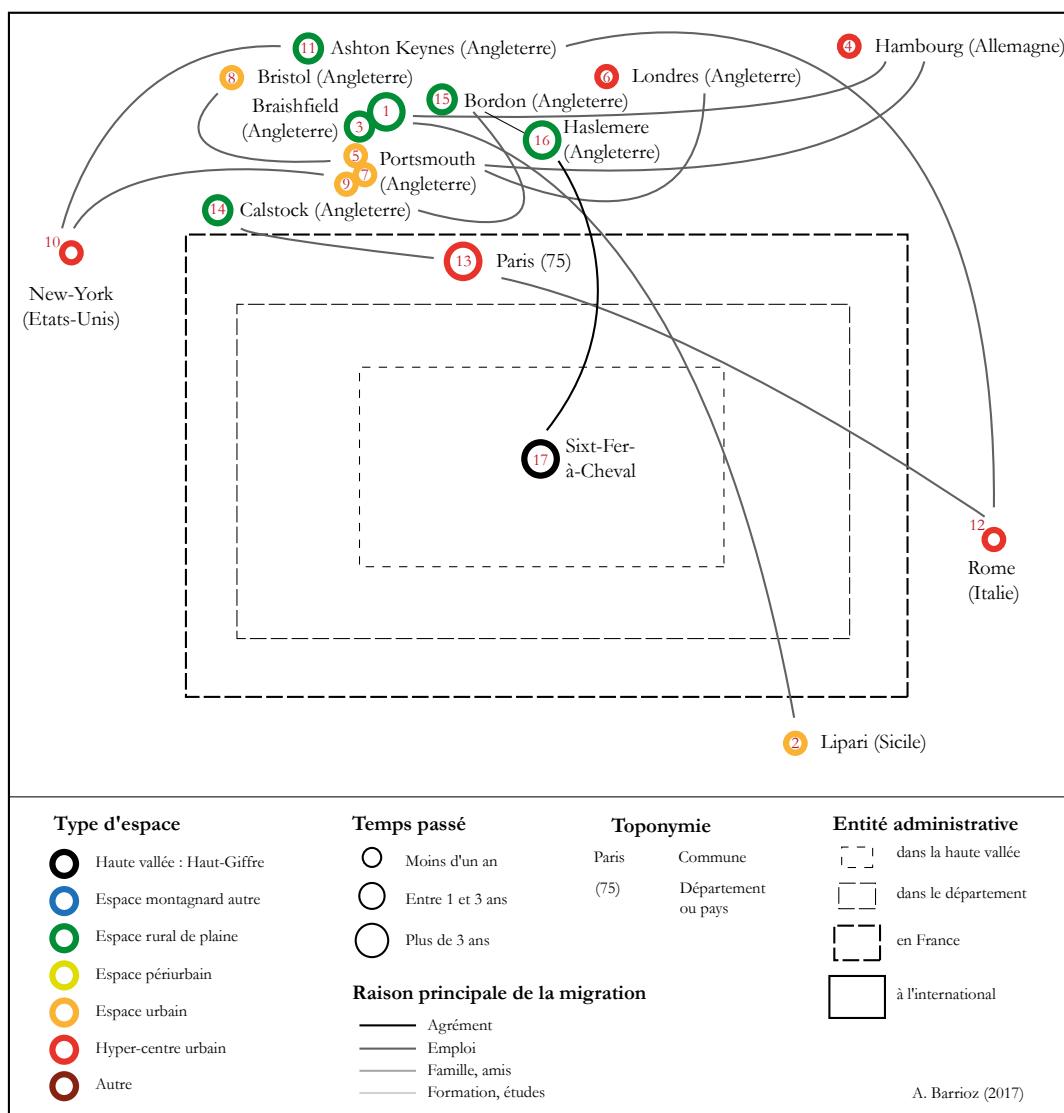 11 Ashton Keynes (Angleterre)
4 Hambourg (Allemagne)
8 Bristol (Angleterre)
6 Londres (Angleterre)
Braishfield
(Angleterre)
1
3
15 Bordon (Angleterre)
16 Haslemere
(Angleterre)
5
7
9
Portsmouth
(Angleterre)
14 Calstock (Angleterre)
10
New-York
(Etats-Unis)
13 Paris (75)
17 Sixt-Fer-
à-Cheval
12
Rome
(Italie)
2 Lipari (Sicile)
Type d'espace
Haute vallée : Haut-Giffre
Espace montagnard autre
Espace rural de plaine
Espace périurbain
Espace urbain
Hyper-centre urbain
Autre
Temps passé
Moins d'un an
Entre 1 et 3 ans
Plus de 3 ans
Raison principale de la migration
Agrément
Emploi
Famille, amis
Formation, études
Toponymie
Paris Commune
(75) Département
ou pays
Entité administrative
dans la haute vallée
dans le département
en France
à l'international
A. Barrioz (2017)